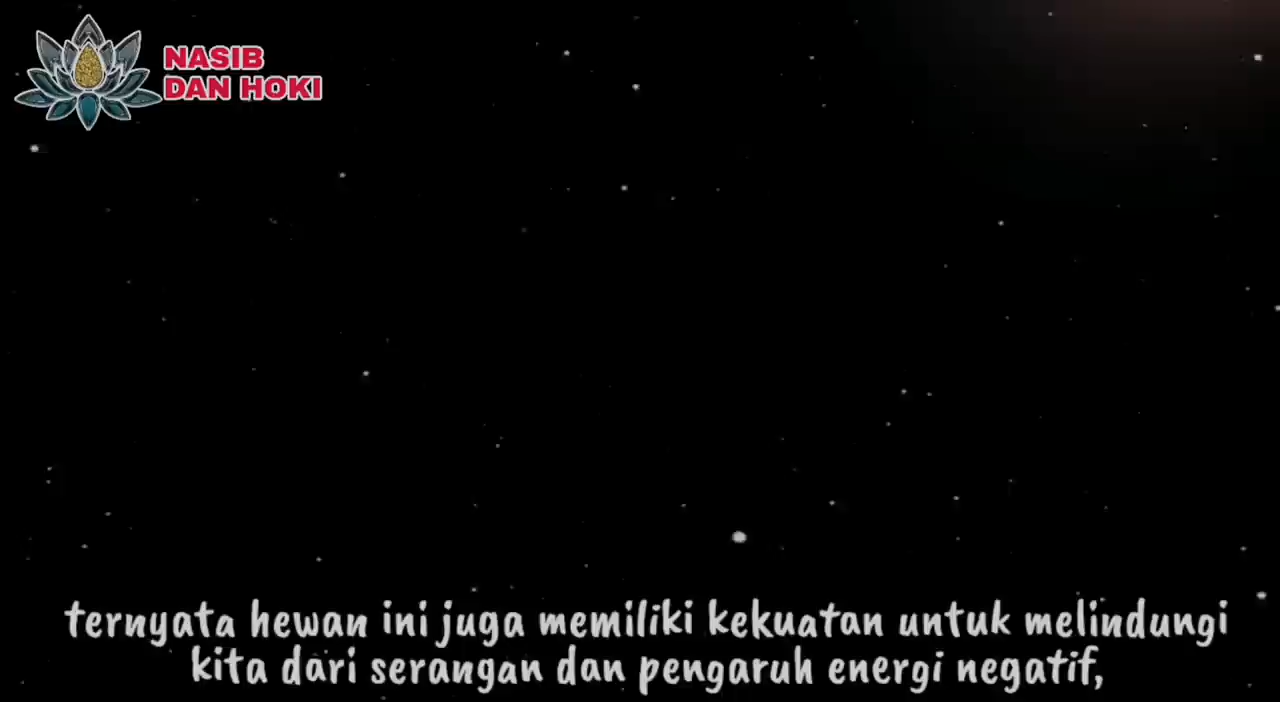 NASIB
DAN HOKI
ternyata hewan ini juga memiliki kekuatan untuk melindungi
kita dari serangan dan pengaruh energi negatif,